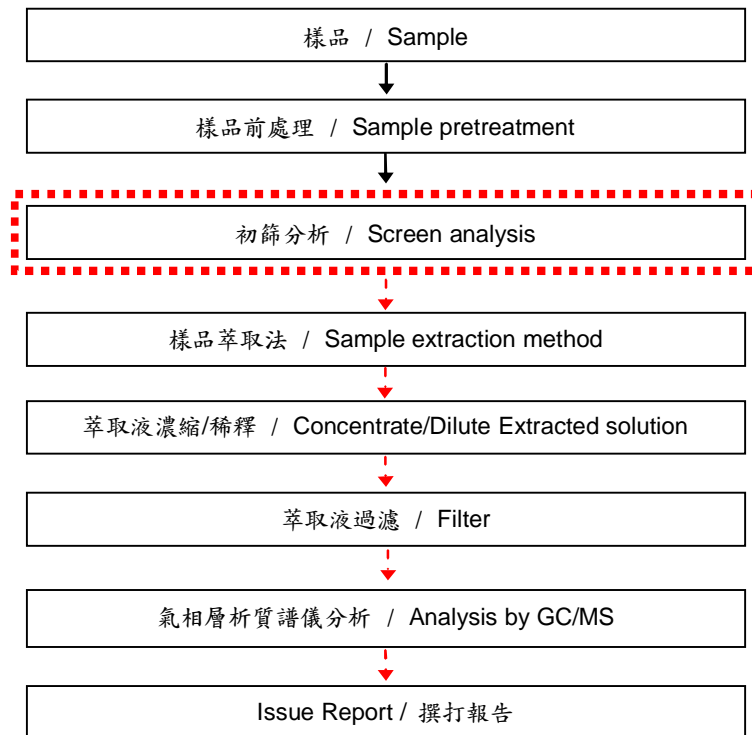 樣品 / Sample
樣品前處理 / Sample pretreatment
初篩分析 / Screen analysis
樣品萃取法 / Sample extraction method
萃取液濃縮/稀釋 / Concentrate/Dilute Extracted solution
萃取液過濾 / Filter
氣相層析質譜儀分析 / Analysis by GC/MS
Issue Report / 撰打報告